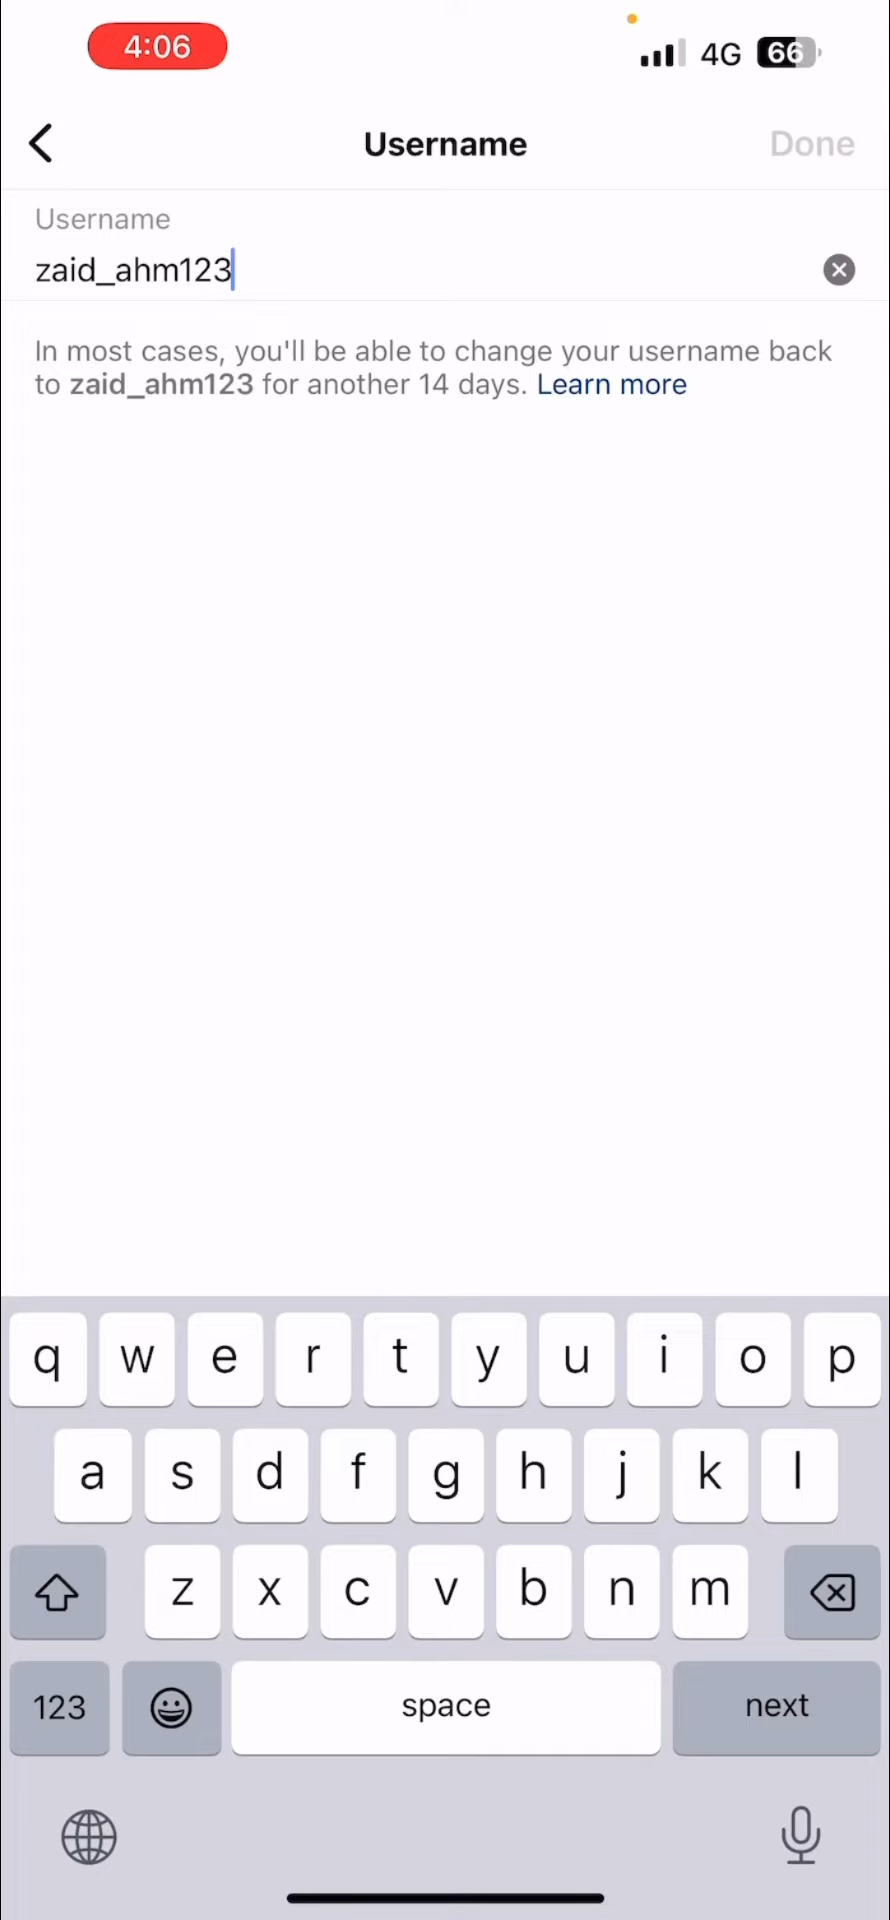 4:06
4G
66
Username
Done
Username
zaid_ahm123
In most cases, you'll be able to change your username back
to zaid_ahm123 for another 14 days. Learn more
q w e r t y u i o p
a s d f g h j k l
z x c v b n m
123
space
next